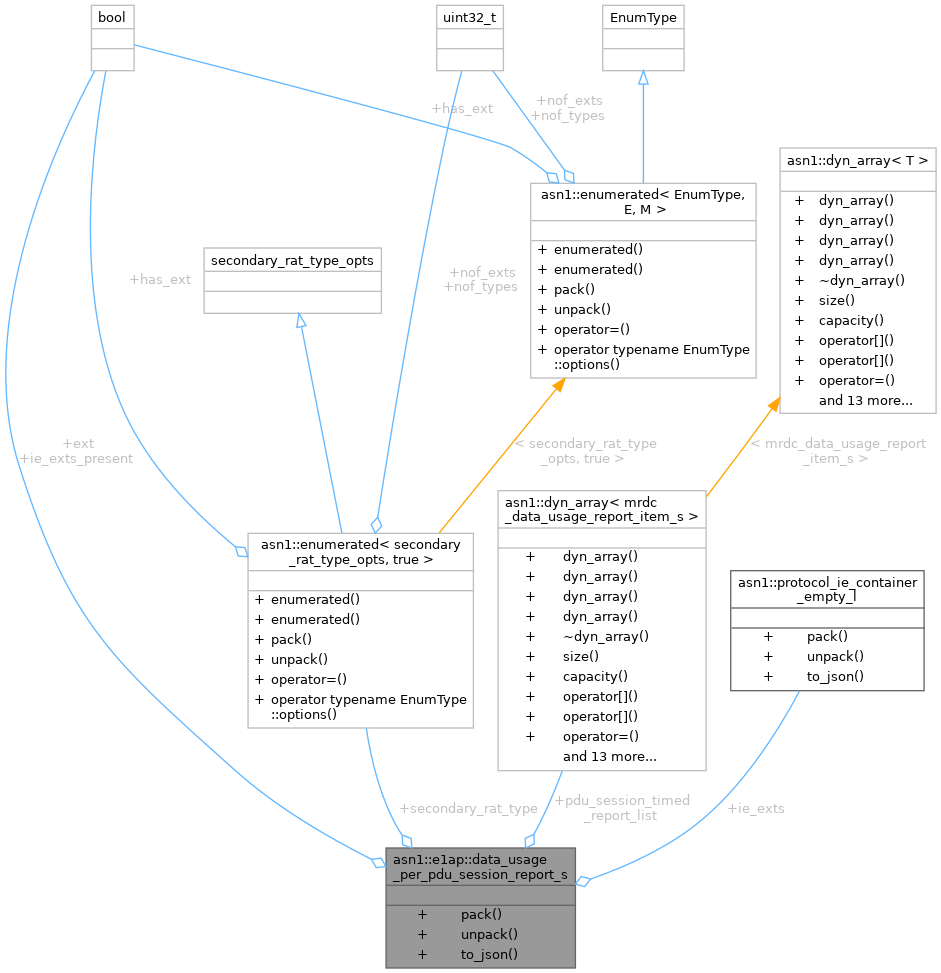 bool
uint32_t
EnumType
+has_ext
+nof_exts
+nof_types
asn1::dyn_array< T >
+ dyn_array()
+ dyn_array()
+ dyn_array()
+ dyn_array()
+ ~dyn_array()
+ size()
+ capacity()
+ operator[]()
+ operator[]()
+ operator=()
and 13 more...
asn1::enumerated< EnumType,
E, M >
+ enumerated()
+ enumerated()
+ pack()
+ unpack()
+ operator=()
+ operator typename EnumType
::options()
secondary_rat_type_opts
+has_ext
+nof_exts
+nof_types
+ext
+ie_exts_present
< secondary_rat_type
_opts, true >
< mrdc_data_usage_report
_item_s >
asn1::dyn_array< mrdc
_data_usage_report_item_s >
+ dyn_array()
+ dyn_array()
+ dyn_array()
+ dyn_array()
+ ~dyn_array()
+ size()
+ capacity()
+ operator[]()
+ operator[]()
+ operator=()
and 13 more...
asn1::enumerated< secondary
_rat_type_opts, true >
+ enumerated()
+ enumerated()
+ pack()
+ unpack()
+ operator=()
+ operator typename EnumType
::options()
asn1::protocol_ie_container
_empty_l
+ pack()
+ unpack()
+ to_json()
+secondary_rat_type
+pdu_session_timed
_report_list
+ie_exts
asn1::e1ap::data_usage
_per_pdu_session_report_s
+ pack()
+ unpack()
+ to_json()